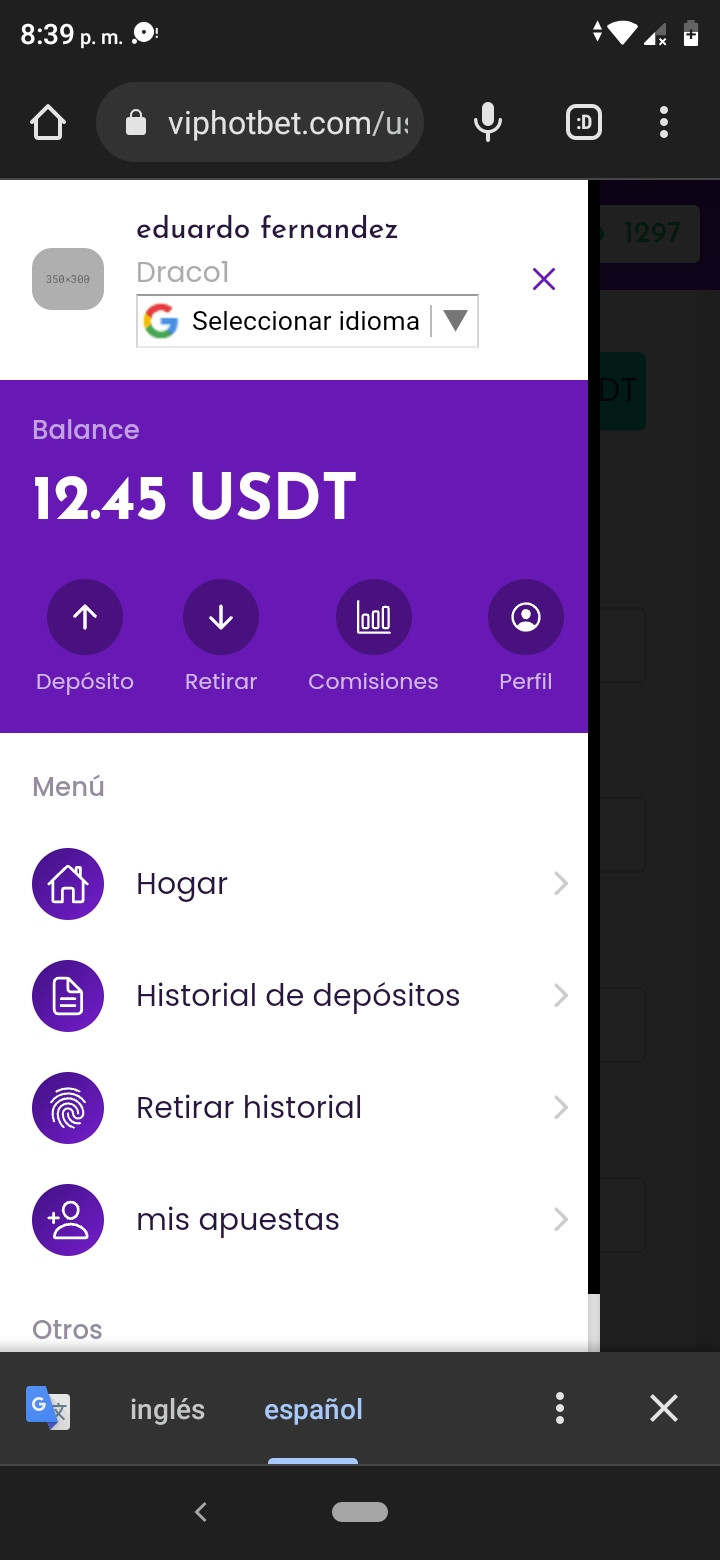 8:39 p. m.
viphotbet.com/us
:D
eduardo fernandez
1297
350×300
Draco1
G Seleccionar idioma
DT
Balance
12.45 USDT
Depósito Retirar Comisiones Perfil
Menú
Hogar
Historial de depósitos
Retirar historial
mis apuestas
Otros
G 文 inglés español